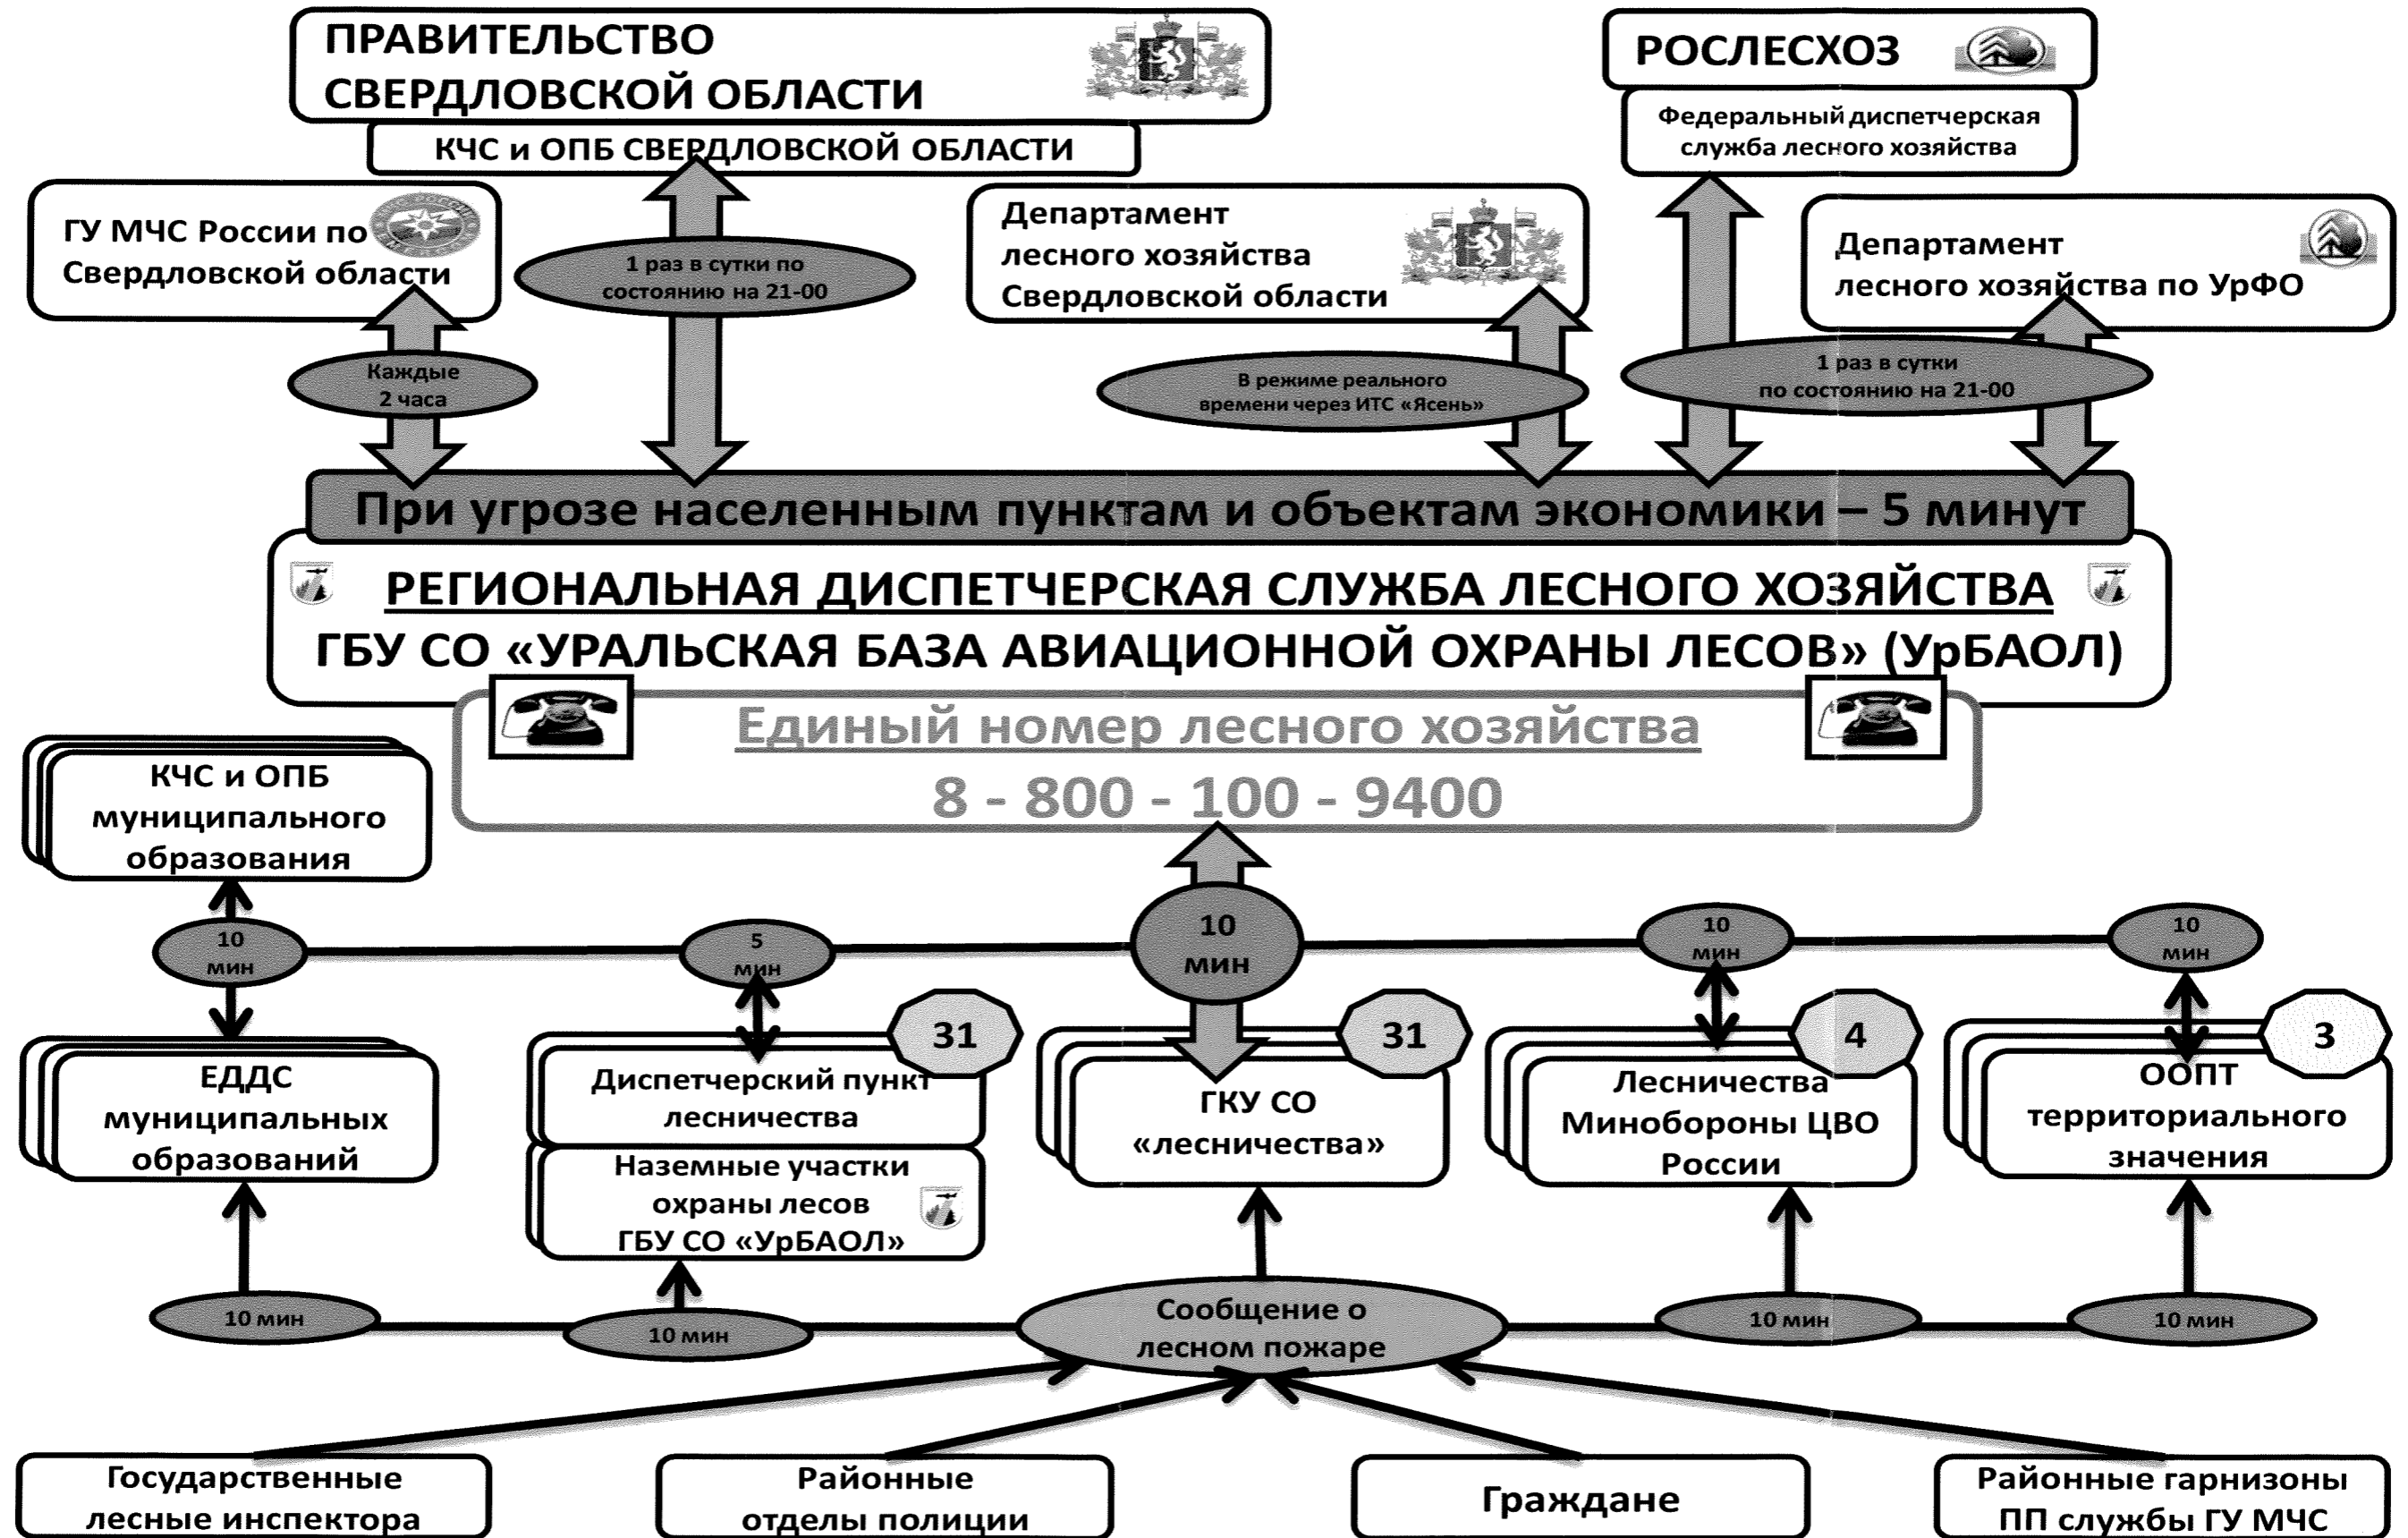 ПРАВИТЕЛЬСТВО
СВЕРДЛОВСКОЙ ОБЛАСТИ
КЧС и ОПБ СВЕРДЛОВСКОЙ ОБЛАСТИ
РОСЛЕСХОЗ
Федеральный диспетчерская
служба лесного хозяйства
ГУ МЧС России по
Свердловской области
1 раз в сутки по
состоянию на 21-00
Департамент
лесного хозяйства
Свердловской области
Департамент
лесного хозяйства по УрФО
Каждые
2 часа
В режиме реального
времени через ИТС «Ясень»
1 раз в сутки
по состоянию на 21-00
При угрозе населенным пунктам и объектам экономики – 5 минут
РЕГИОНАЛЬНАЯ ДИСПЕТЧЕРСКАЯ СЛУЖБА ЛЕСНОГО ХОЗЯЙСТВА
ГБУ СО «УРАЛЬСКАЯ БАЗА АВИАЦИОННОЙ ОХРАНЫ ЛЕСОВ» (УрБАОЛ)
Единый номер лесного хозяйства
8 - 800 - 100 - 9400
КЧС и ОПБ
муниципального
образования
10
мин
5
мин
10
мин
10
мин
10
мин
ЕДДС
муниципальных
образований
31
Диспетчерский пункт
лесничества
Наземные участки
охраны лесов
ГБУ СО «УрБАОЛ»
31
ГКУ СО
«лесничества»
4
Лесничества
Минобороны ЦВО
России
3
ООПТ
территориального
значения
10 мин
10 мин
Сообщение о
лесном пожаре
10 мин
10 мин
Государственные
лесные инспектора
Районные
отделы полиции
Граждане
Районные гарнизоны
ПП службы ГУ МЧС